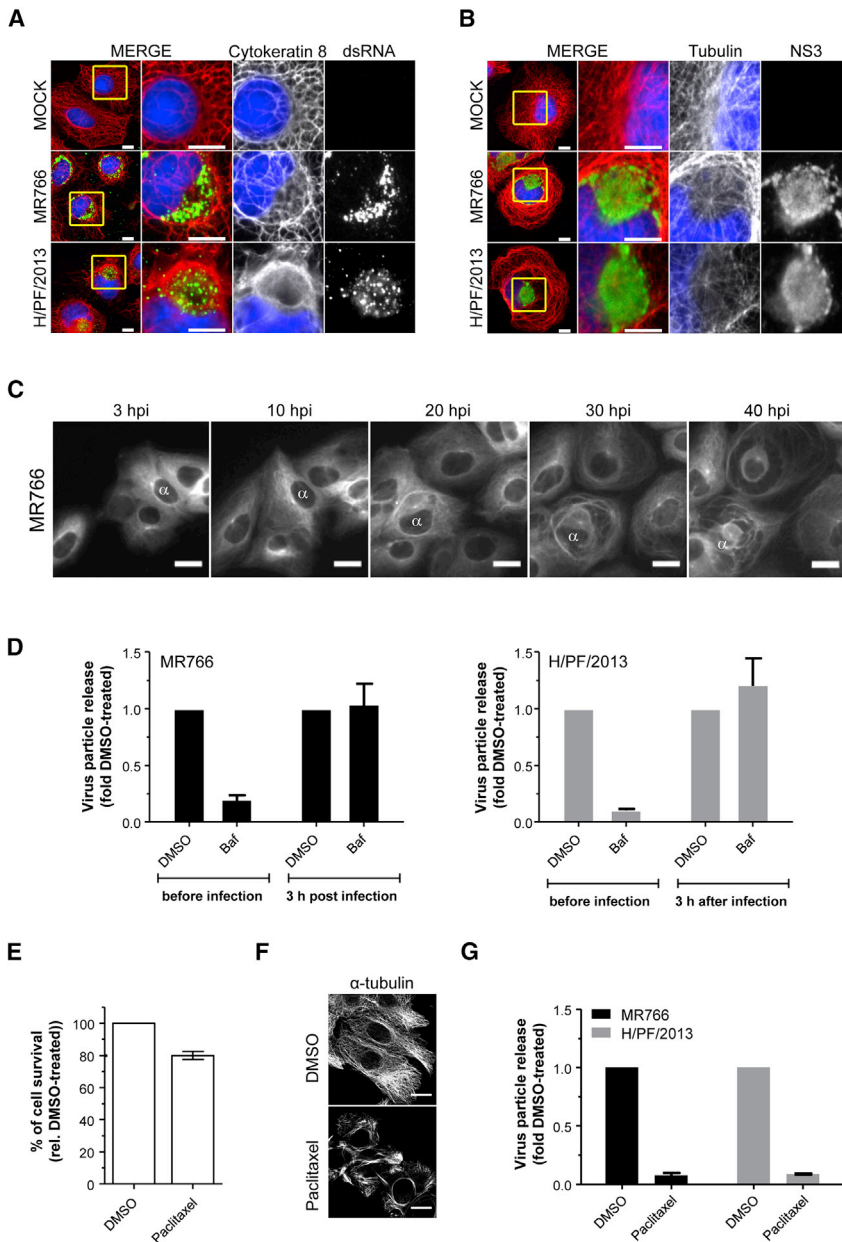 A
MERGE Cytokeratin 8 dsRNA
MOCK
MR766
H/PF/2013
B
MERGE Tubulin NS3
MOCK
MR766
H/PF/2013
C
3 hpi 10 hpi 20 hpi 30 hpi 40 hpi
MR766
α α α α α
D
MR766
Virus particle release
(fold DMSO-treated)
1.5
1.0
0.5
0.0
DMSO Baf DMSO Baf
before infection 3 h post infection
H/PF/2013
Virus particle release
(fold DMSO-treated)
1.5
1.0
0.5
0.0
DMSO Baf DMSO Baf
before infection 3 h after infection
E
% of cell survival
(rel. DMSO-treated))
100
80
60
40
20
0
DMSO Paclitaxel
F
α-tubulin
DMSO
Paclitaxel
G
Virus particle release
(fold DMSO-treated)
1.5
1.0
0.5
0.0
MR766
H/PF/2013
DMSO Paclitaxel DMSO Paclitaxel